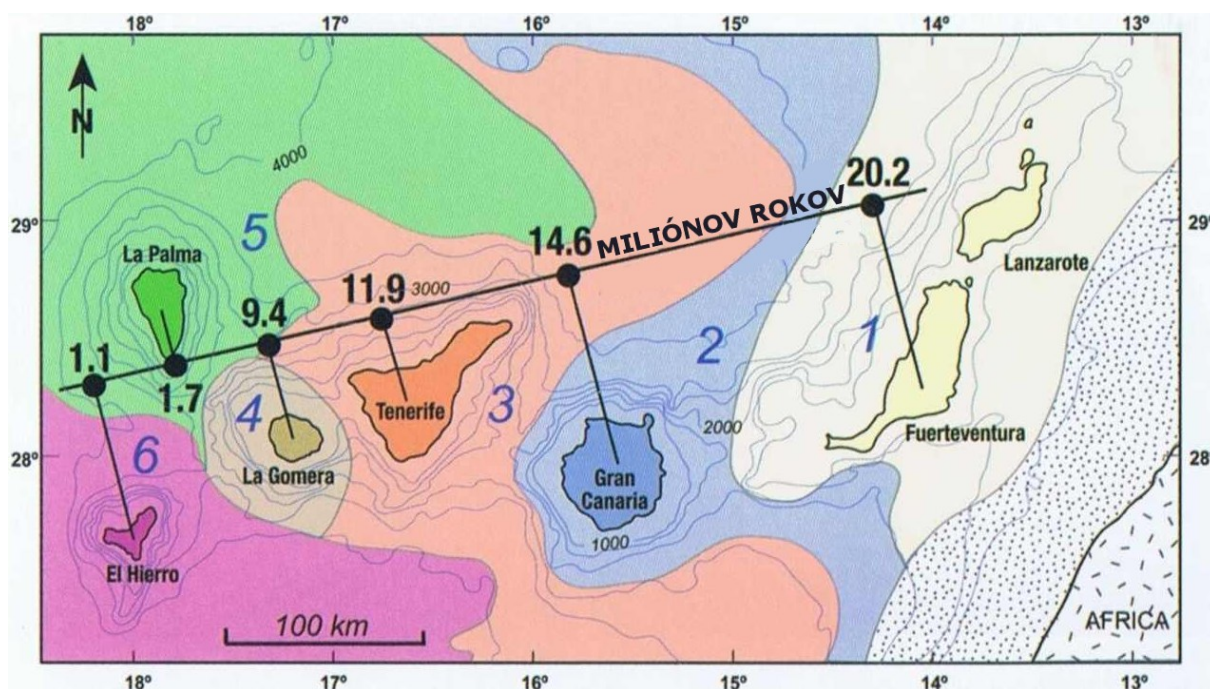 18°
17°
16°
15°
14°
13°
N
4000
a
20.2
29°
29°
5
MILIÓNOV ROKOV
La Palma
14.6
Lanzarote
11.9
3000
9.4
1
2
1.1
1.7
4
Tenerife
3
2000
Fuerteventura
28°
28°
6
La Gomera
Gran
Canaria
El Hierro
1000
100 km
AFRICA
18°
17°
16°
15°
14°
13°